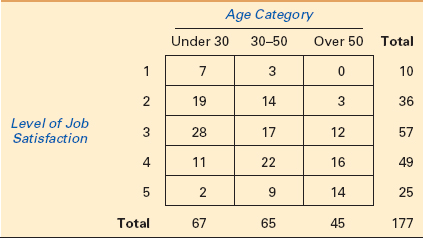 Age Category
Under 30 30–50 Over 50 Total
1 7 3 0 10
2 19 14 3 36
Level of Job
Satisfaction
3 28 17 12 57
4 11 22 16 49
5 2 9 14 25
Total 67 65 45 177